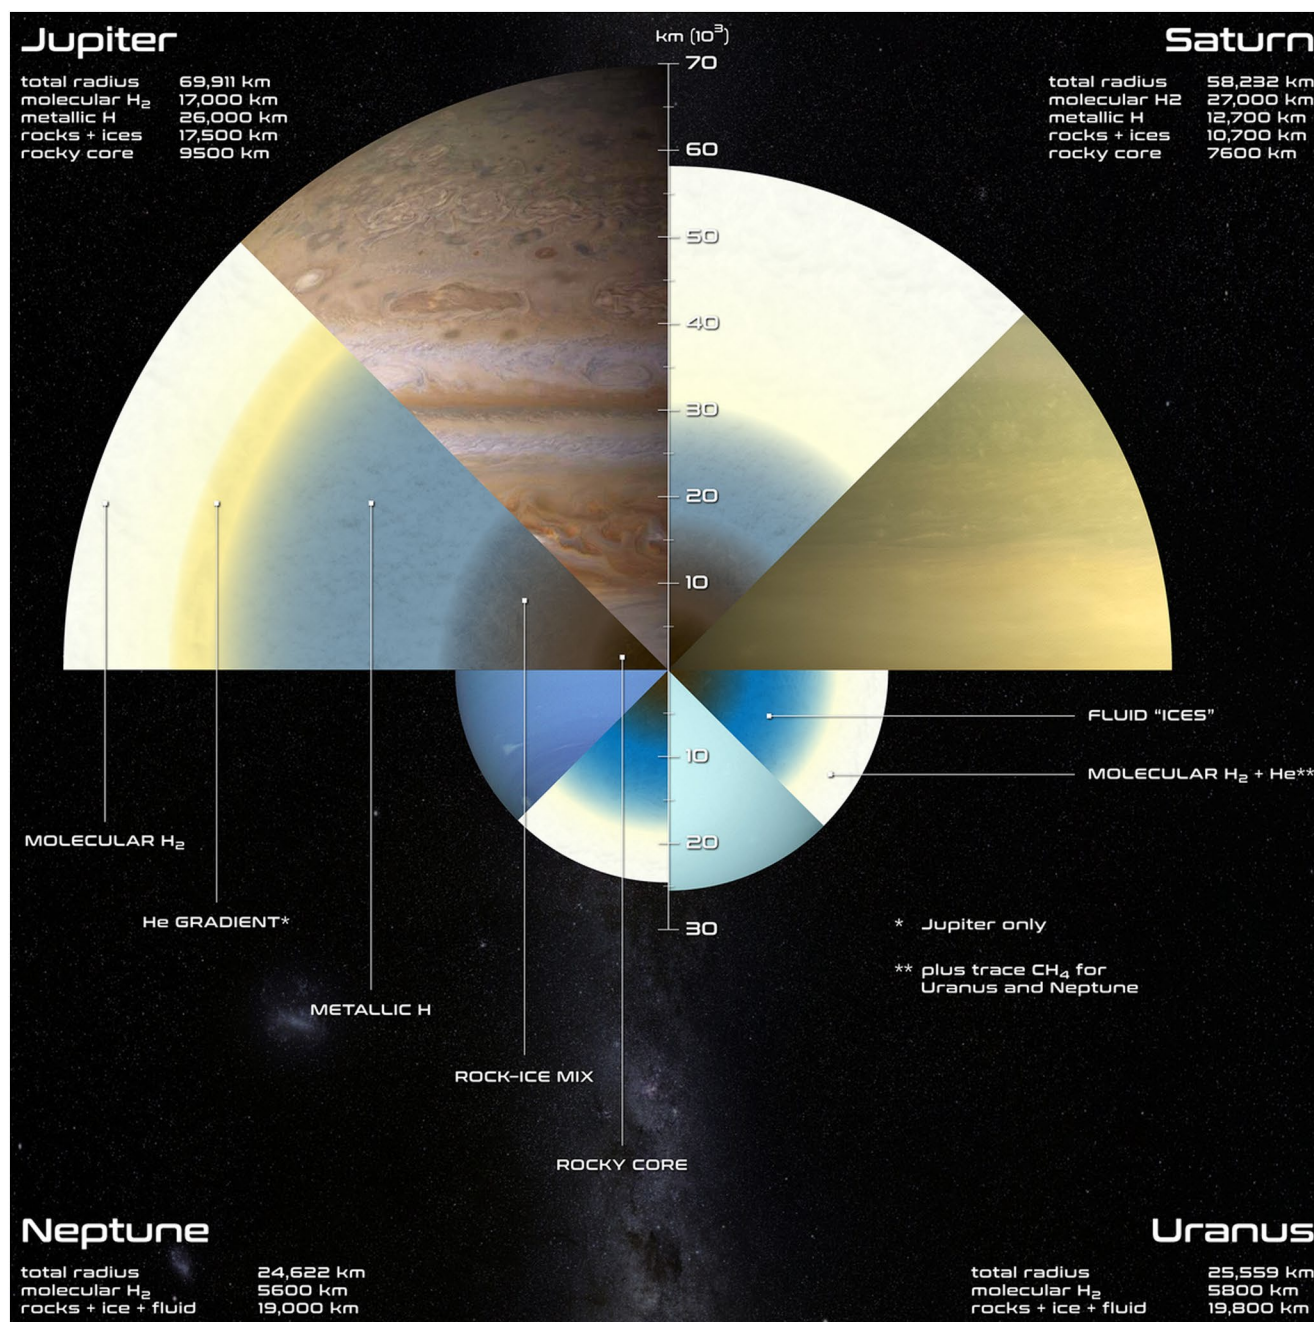 Jupiter
total radius 69,911 km
molecular H₂ 17,000 km
metallic H 26,000 km
rocks + ices 17,500 km
rocky core 9500 km
km (10³)
Saturn
total radius 58,232 km
molecular H2 27,000 km
metallic H 12,700 km
rocks + ices 10,700 km
rocky core 7600 km
70
60
50
40
30
20
10
10
20
30
FLUID “ICES”
MOLECULAR H₂ + He**
MOLECULAR H₂
He GRADIENT*
METALLIC H
ROCK-ICE MIX
ROCKY CORE
* Jupiter only
** plus trace CH₄ for
Uranus and Neptune
Neptune
total radius 24,622 km
molecular H₂ 5600 km
rocks + ice + fluid 19,000 km
Uranus
total radius 25,559 km
molecular H₂ 5800 km
rocks + ice + fluid 19,800 km